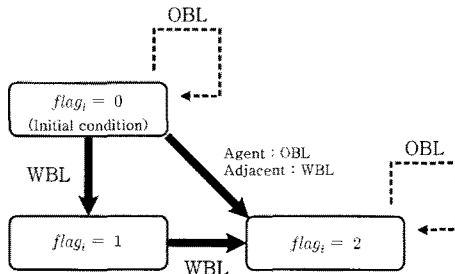 OBL
flagᵢ = 0
(Initial condition)
OBL
Agent : OBL
Adjacent : WBL
WBL
flagᵢ = 1
flagᵢ = 2
WBL